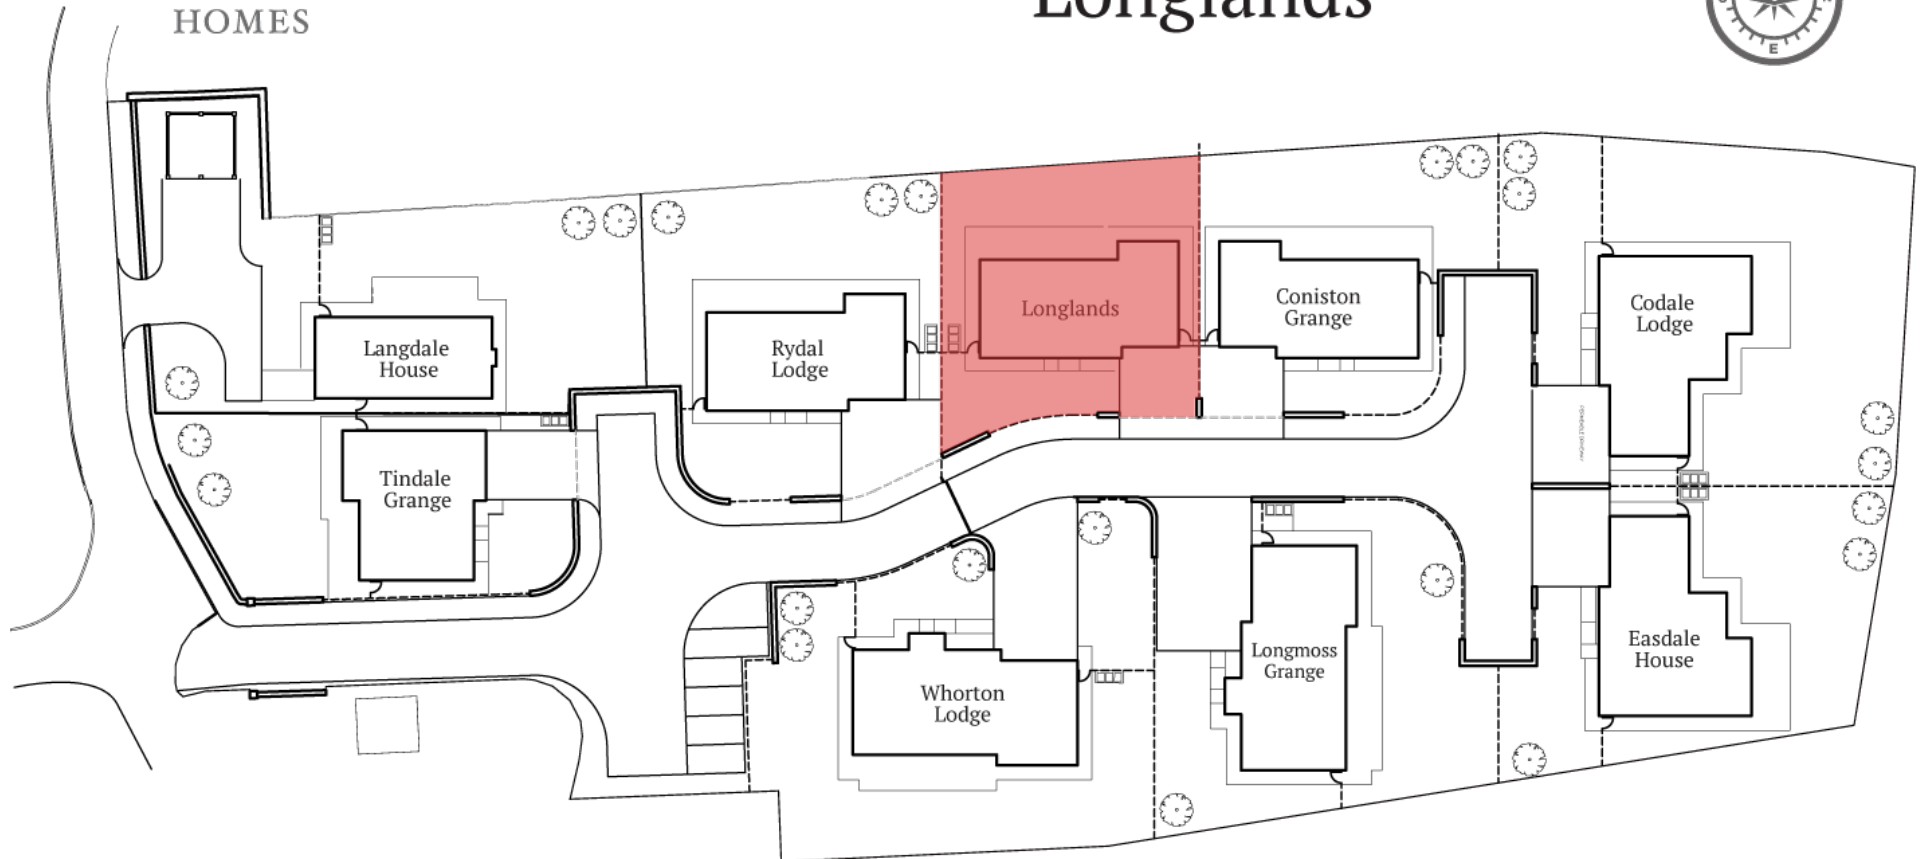 HOMES
Longlands
E
Langdale
House
Rydal
Lodge
Longlands
Coniston
Grange
Codale
Lodge
Tindale
Grange
Whorton
Lodge
Longmoss
Grange
Easdale
House